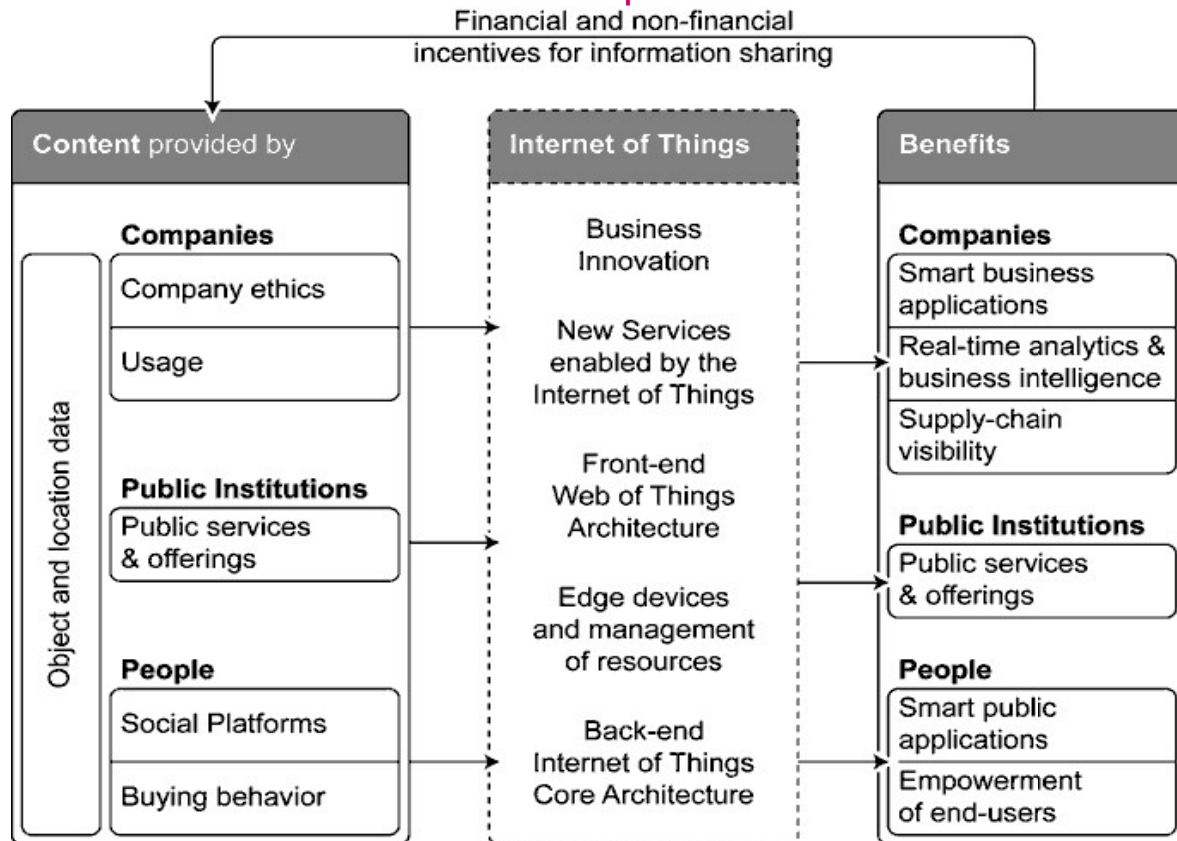 Financial and non-financial
incentives for information sharing
Content provided by
Object and location data
Companies
Company ethics
Usage
Public Institutions
Public services
& offerings
People
Social Platforms
Buying behavior
Internet of Things
Business
Innovation
New Services
enabled by the
Internet of Things
Front-end
Web of Things
Architecture
Edge devices
and management
of resources
Back-end
Internet of Things
Core Architecture
Benefits
Companies
Smart business
applications
Real-time analytics &
business intelligence
Supply-chain
visibility
Public Institutions
Public services
& offerings
People
Smart public
applications
Empowerment
of end-users